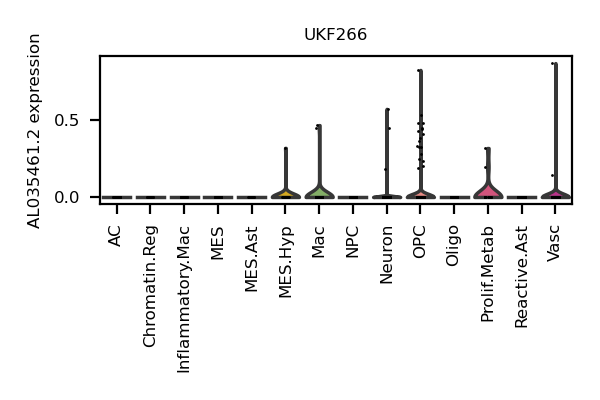 UKF266
AL035461.2 expression
0.5
0.0
AC
Chromatin.Reg
Inflammatory.Mac
MES
MES.Ast
MES.Hyp
Mac
NPC
Neuron
OPC
Oligo
Prolif.Metab
Reactive.Ast
Vasc